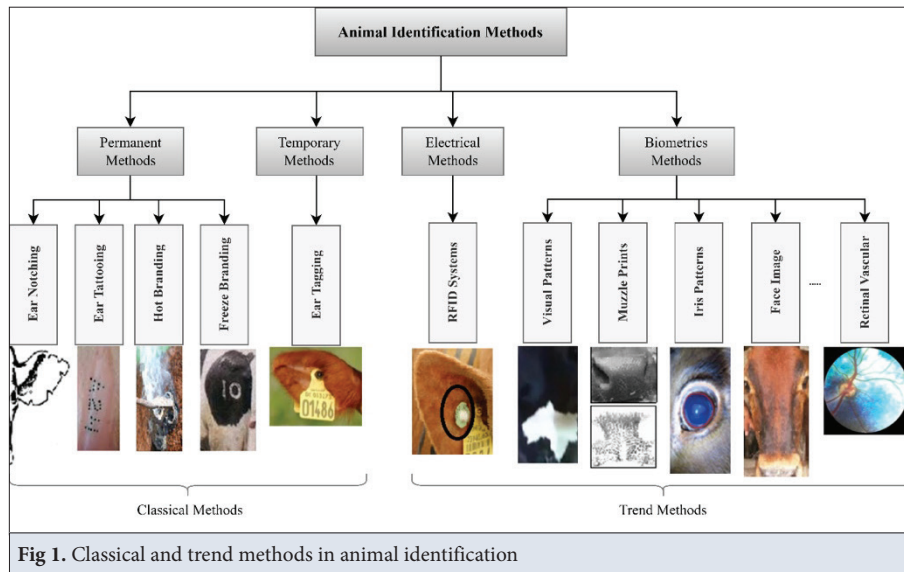 Animal Identification Methods
Permanent
Methods
Temporary
Methods
Electrical
Methods
Biometrics
Methods
Ear Notching
Ear Tattooing
Hot Branding
Freeze Branding
Ear Tagging
RFID Systems
Visual Patterns
Muzzle Prints
Iris Patterns
Face Image
.....
Retinal Vascular
10
01486
Classical Methods
Trend Methods
Fig 1. Classical and trend methods in animal identification